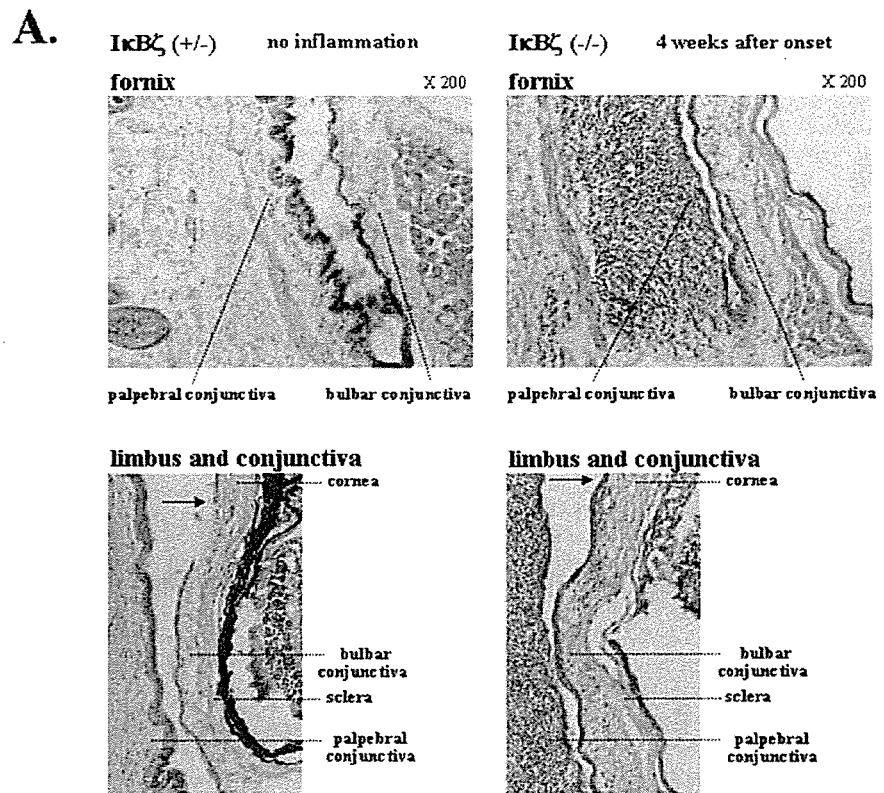 A.
IκBζ (+/-) no inflammation
fornix X 200
palpebral conjunctiva bulbar conjunctiva
IκBζ (-/-) 4 weeks after onset
fornix X 200
palpebral conjunctiva bulbar conjunctiva
limbus and conjunctiva
cornea
bulbar
conjunctiva
sclera
palpebral
conjunctiva
limbus and conjunctiva
cornea
bulbar
conjunctiva
sclera
palpebral
conjunctiva